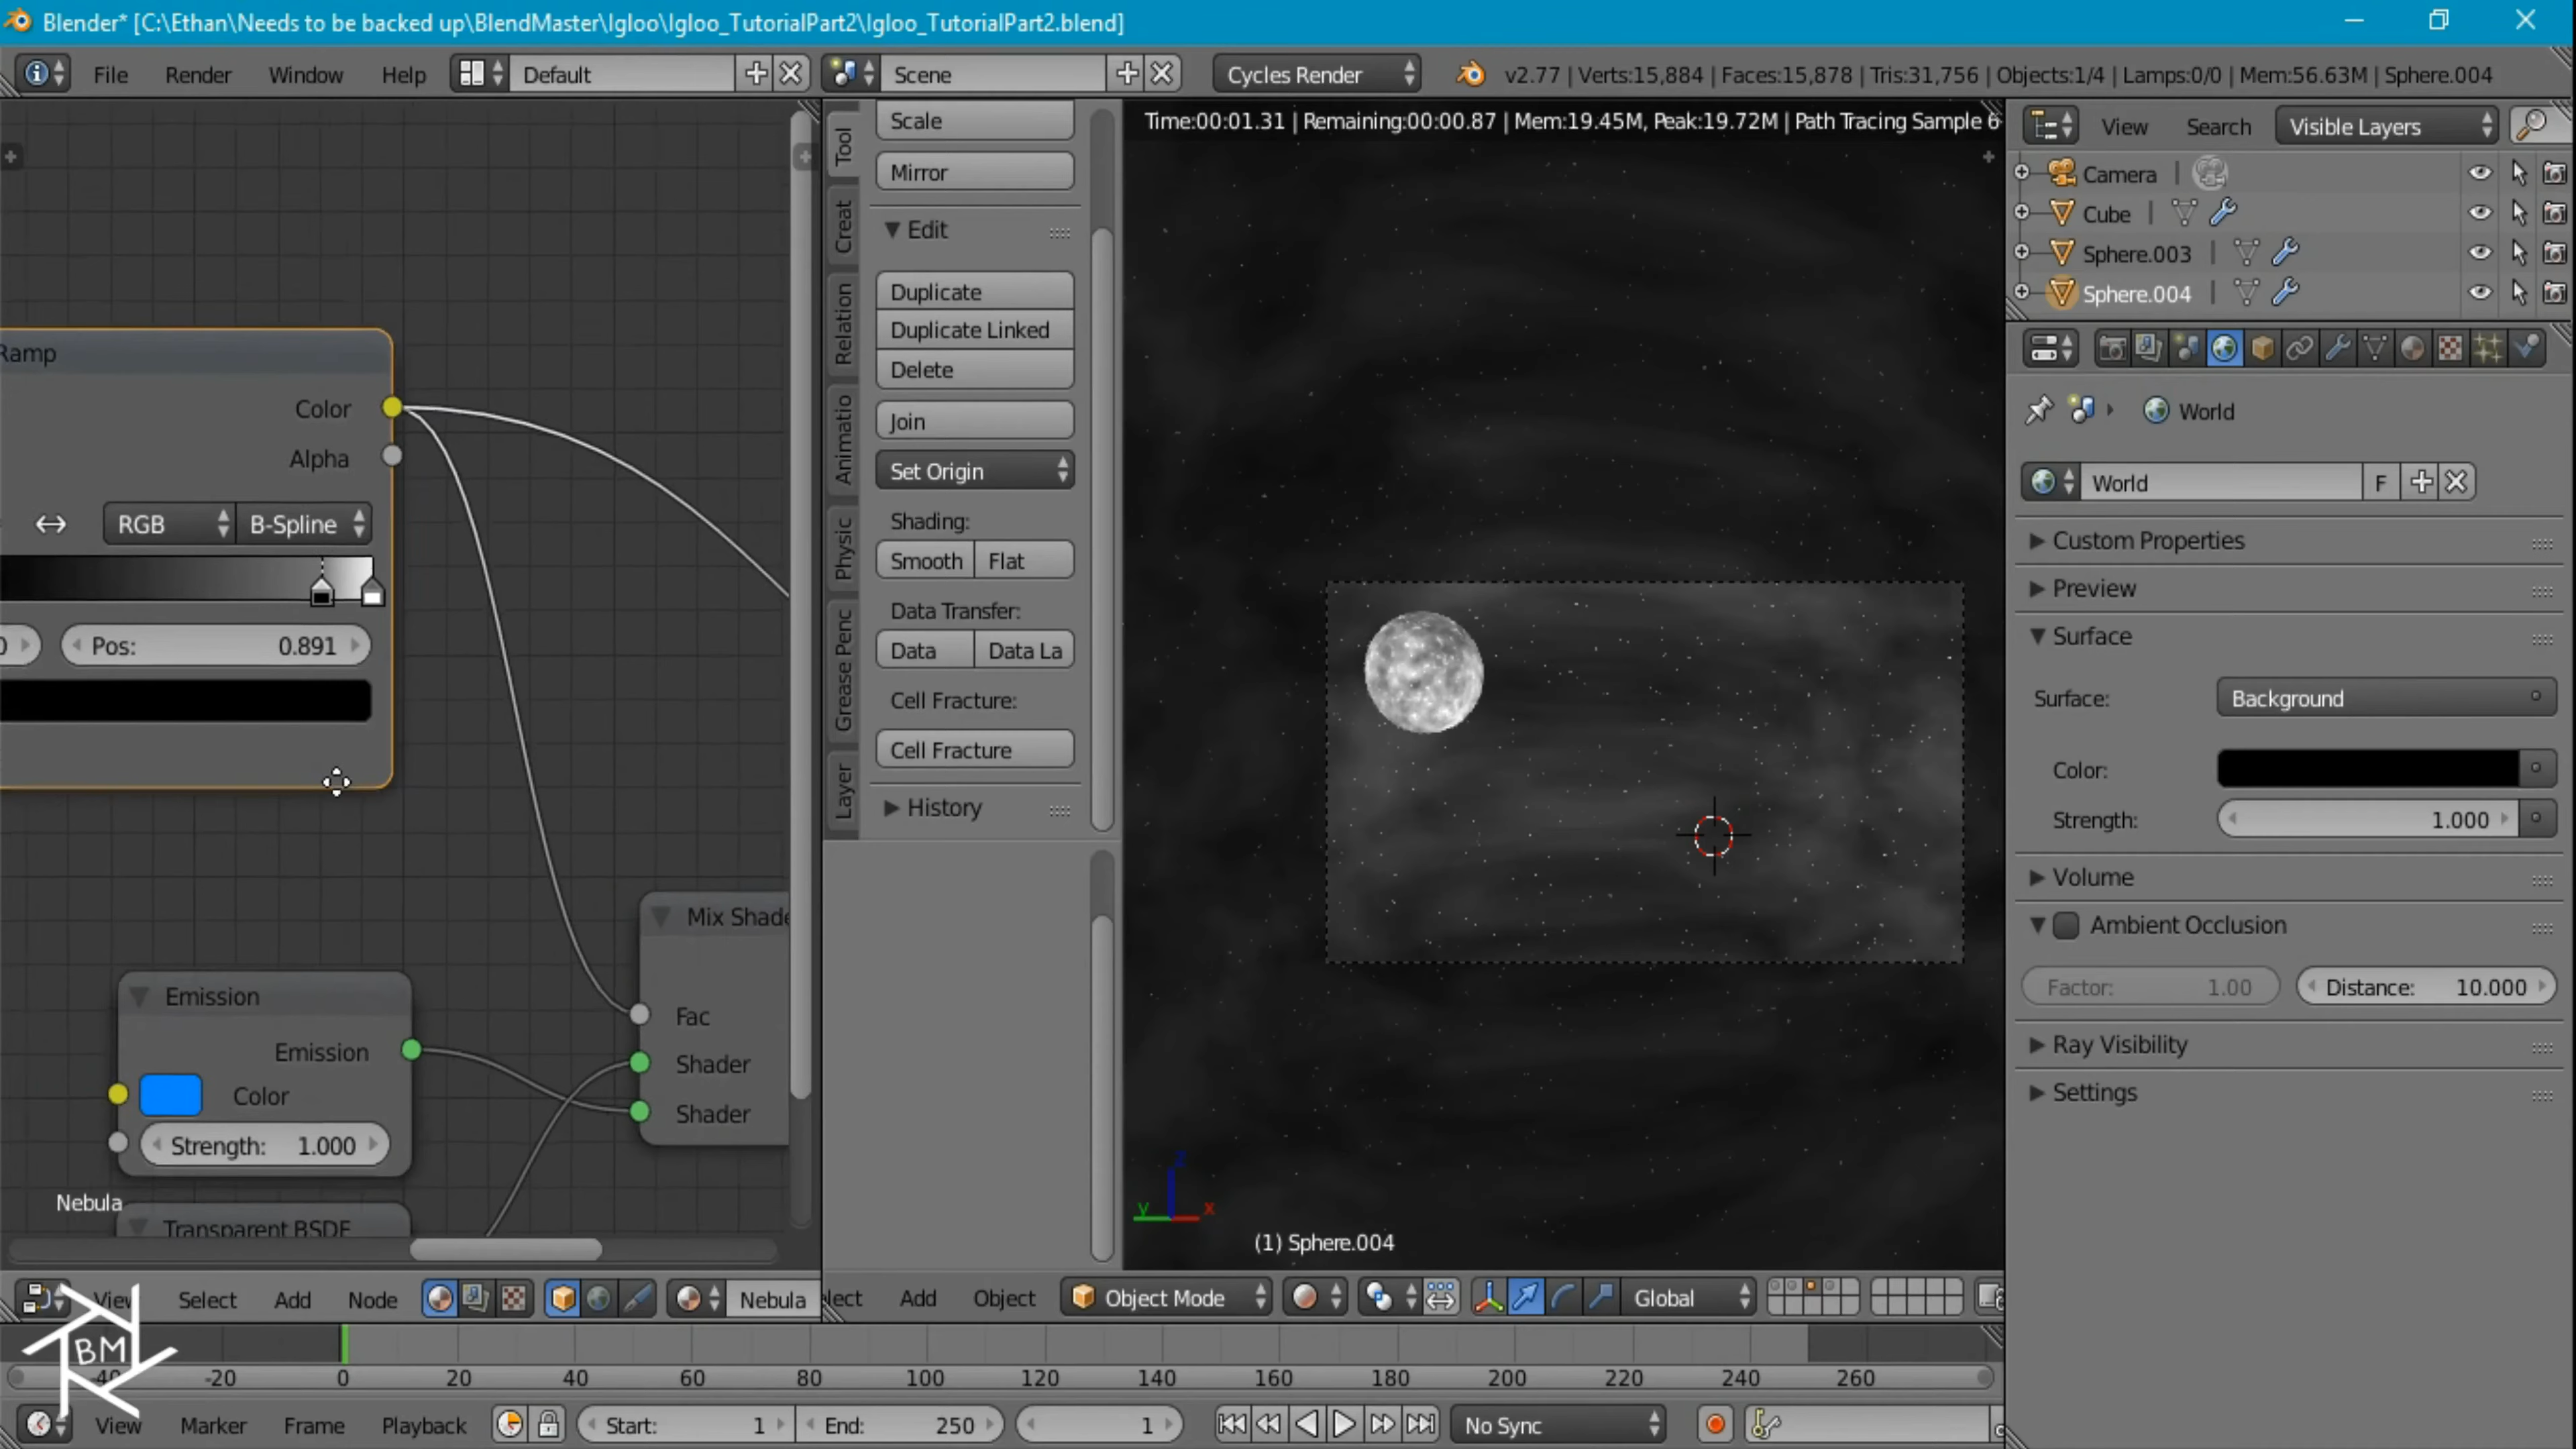 Blender* [C:\Ethan\Needs to be backed up\BlendMaster\Igloo\Igloo_TutorialPart2\Igloo_TutorialPart2.blend]
File Render Window Help Default Scene Cycles Render v2.77 | Verts:15,884 | Faces:15,878 | Tris:31,756 | Objects:1/4 | Lamps:0/0 | Mem:56.63M | Sphere.004
Ramp
Color
Alpha
RGB B-Spline
Pos: 0.891
Emission
Emission
Color
Strength: 1.000
Mix Shade
Fac
Shader
Shader
Nebula
Transparent BSDF
View Select Add Node Nebula
Tool
Creat
Relation
Animatio
Physic
Grease Penc
Layer
Scale
Mirror
Edit
Duplicate
Duplicate Linked
Delete
Join
Set Origin
Shading:
Smooth Flat
Data Transfer:
Data Data La
Cell Fracture:
Cell Fracture
History
Time:00:01.31 | Remaining:00:00.87 | Mem:19.45M, Peak:19.72M | Path Tracing Sample 6
z
y x
(1) Sphere.004
lect Add Object Object Mode Global
View Search Visible Layers
Camera
Cube
Sphere.003
Sphere.004
World
World F
Custom Properties
Preview
Surface
Surface: Background
Color:
Strength: 1.000
Volume
Ambient Occlusion
Factor: 1.00 Distance: 10.000
Ray Visibility
Settings
-40 -20 0 20 40 60 80 100 120 140 160 180 200 220 240 260
BM
View Marker Frame Playback Start: 1 End: 250 1 No Sync